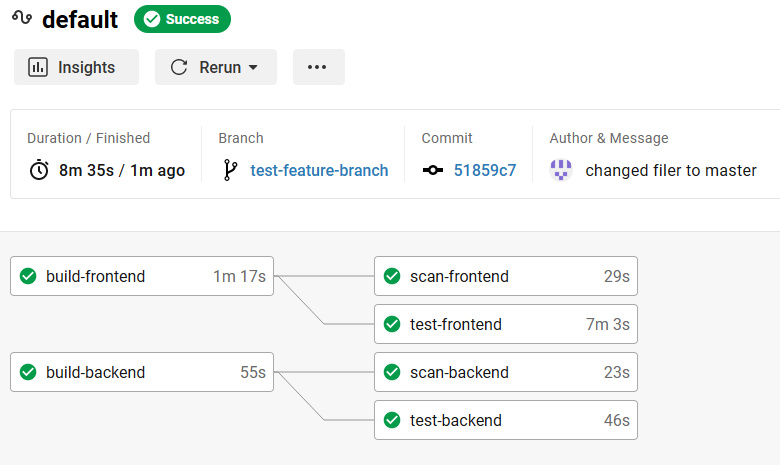 default Success
Insights Rerun
Duration / Finished Branch Commit Author & Message
8m 35s / 1m ago test-feature-branch 51859c7 changed filer to master
build-frontend 1m 17s scan-frontend 29s
test-frontend 7m 3s
build-backend 55s scan-backend 23s
test-backend 46s